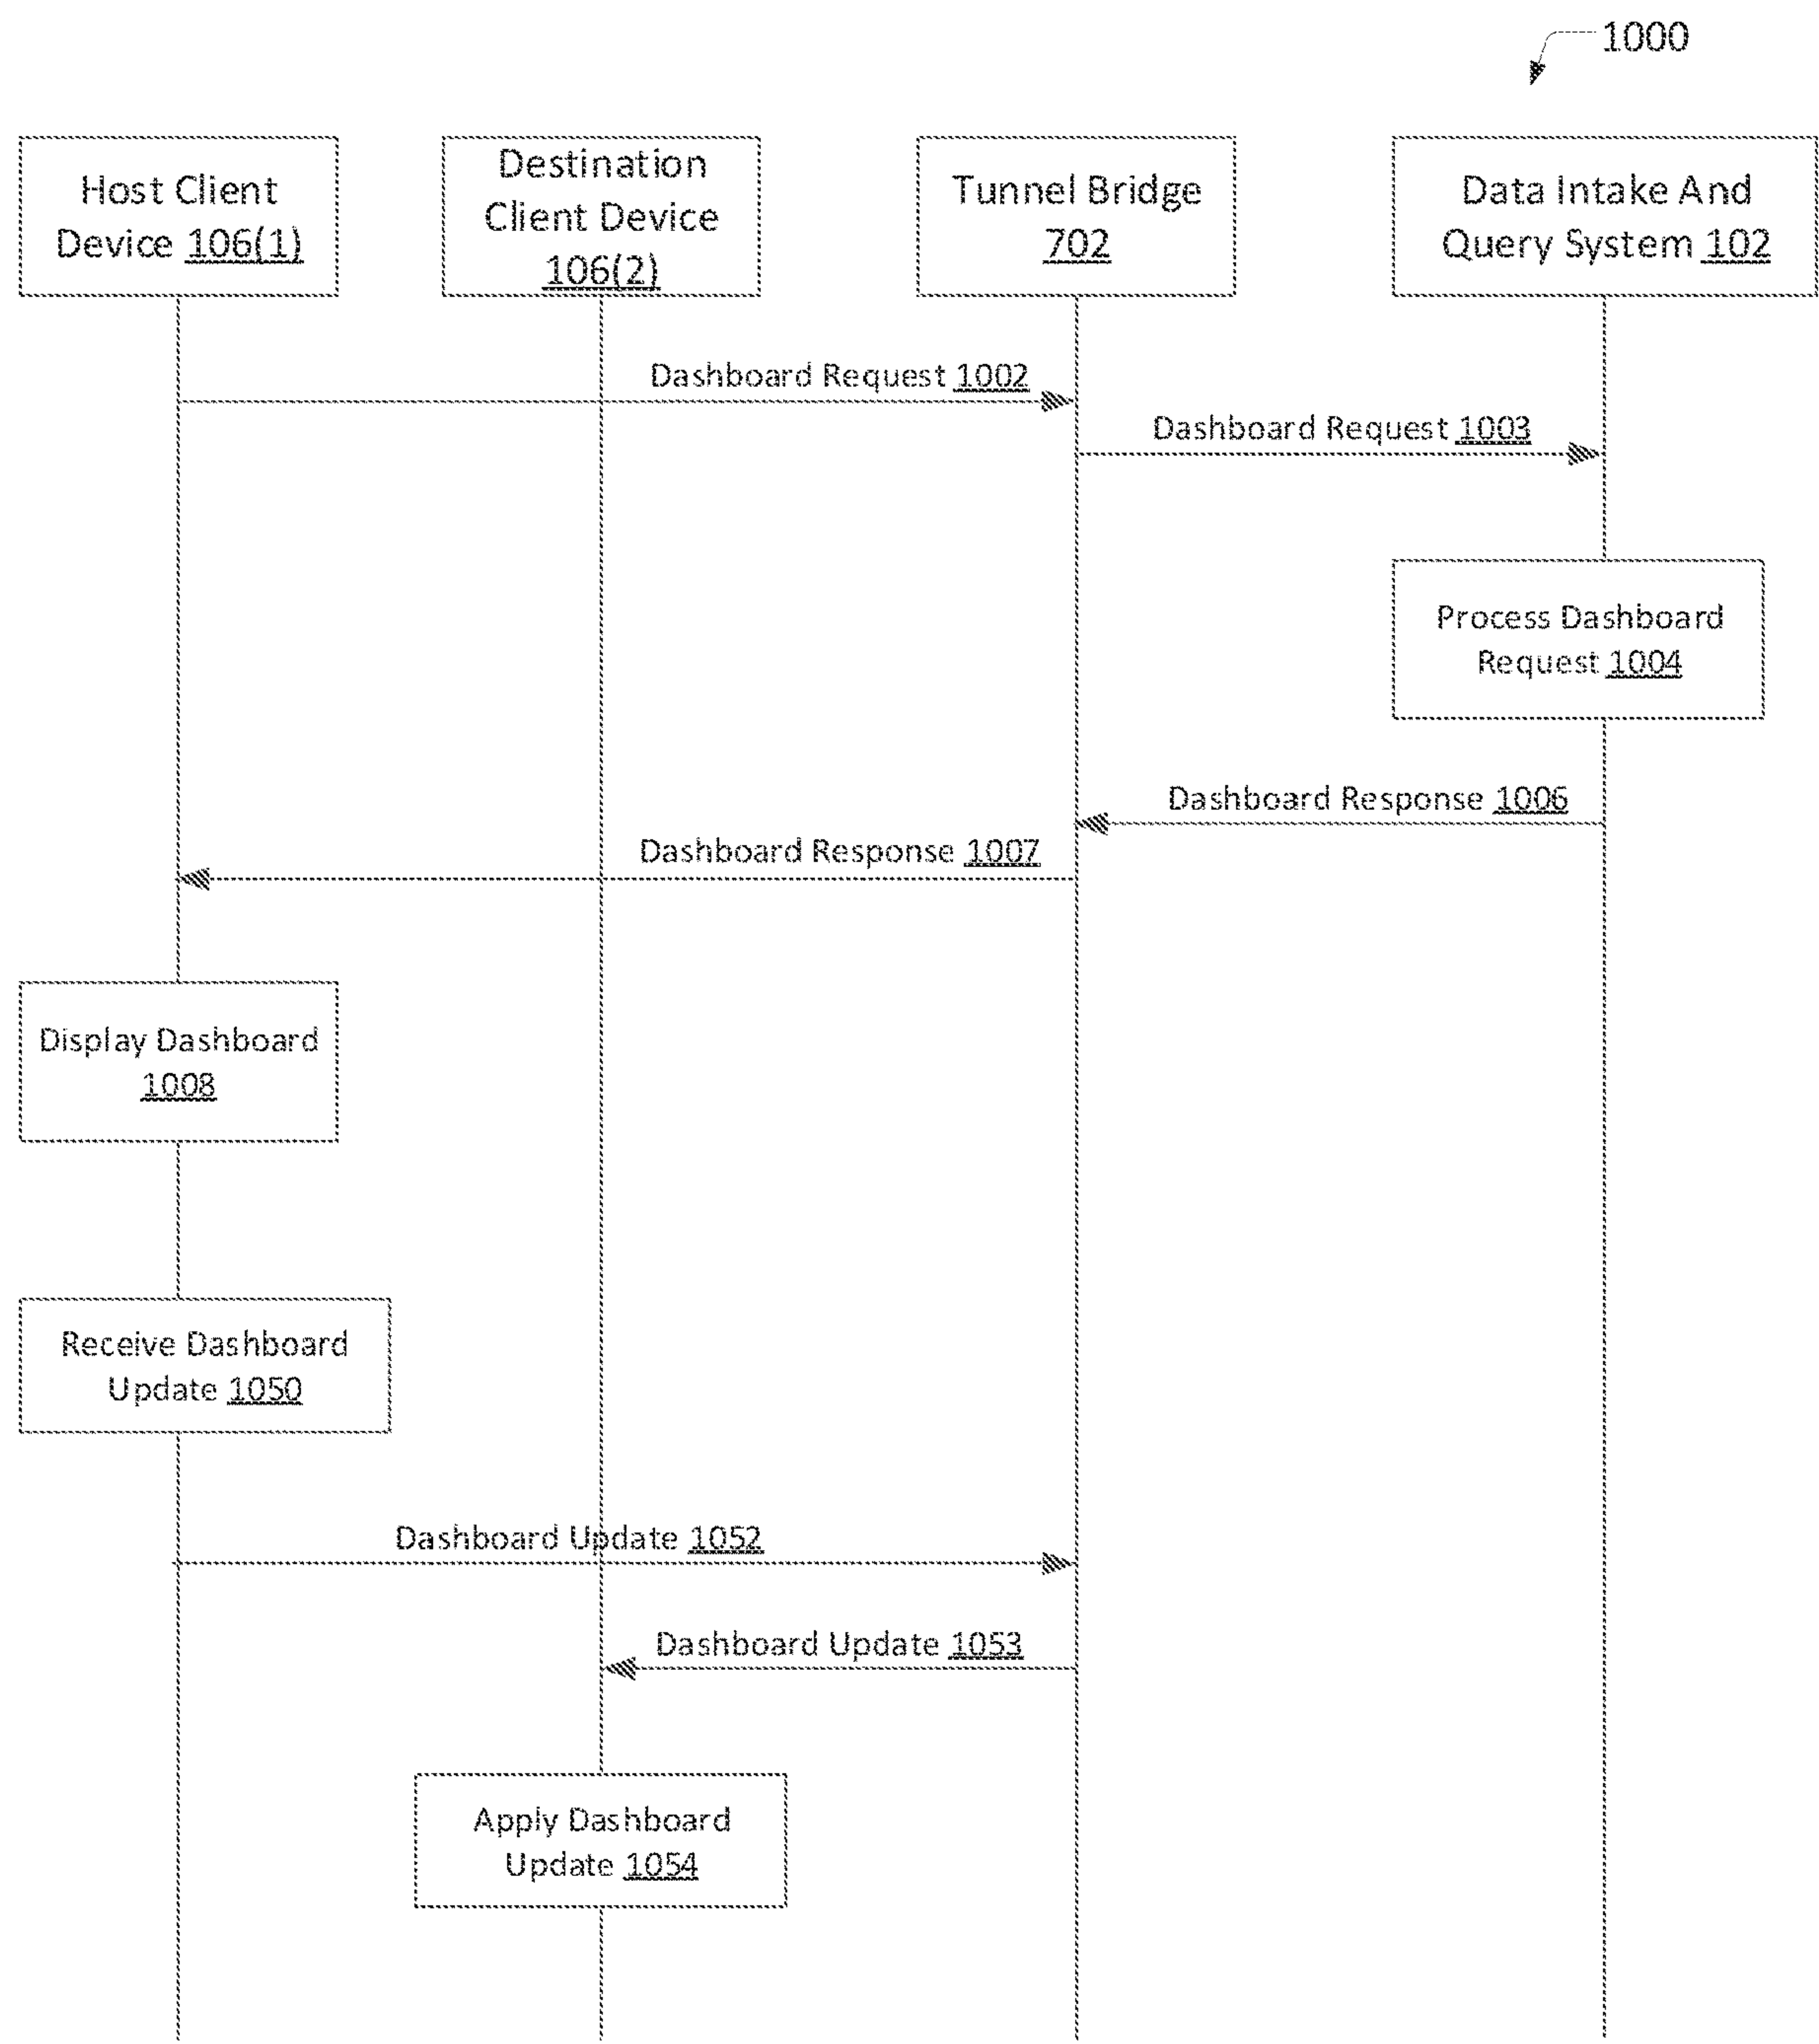 1000
Host Client
Device 106(1)
Destination
Client Device
106(2)
Tunnel Bridge
702
Data Intake And
Query System 102
Dashboard Request 1002
Dashboard Request 1003
Process Dashboard
Request 1004
Dashboard Response 1006
Dashboard Response 1007
Display Dashboard
1008
Receive Dashboard
Update 1050
Dashboard Update 1052
Dashboard Update 1053
Apply Dashboard
Update 1054